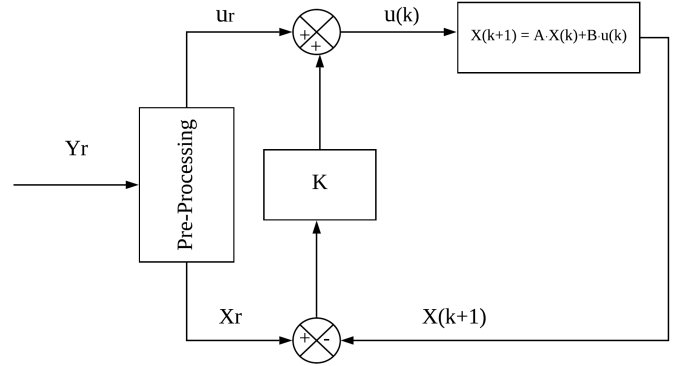 ur
u(k)
X(k+1) = A·X(k)+B·u(k)
+
+
Yr
Pre-Processing
K
Xr
X(k+1)
+
-